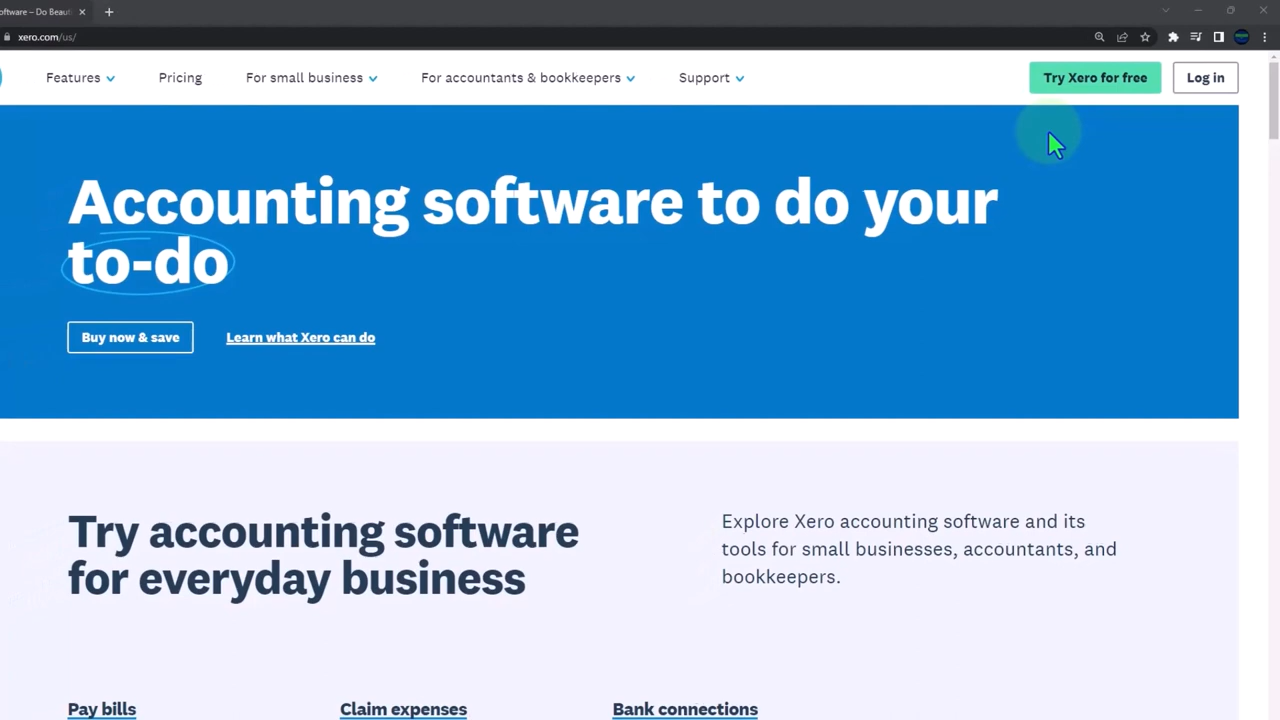 oftware – Do Beau
xero.com/us/
Features
Pricing
For small business
For accountants & bookkeepers
Support
Try Xero for free
Log in
Accounting software to do your
to-do
Buy now & save
Learn what Xero can do
Try accounting software
for everyday business
Explore Xero accounting software and its
tools for small businesses, accountants, and
bookkeepers.
Pay bills
Claim expenses
Bank connections